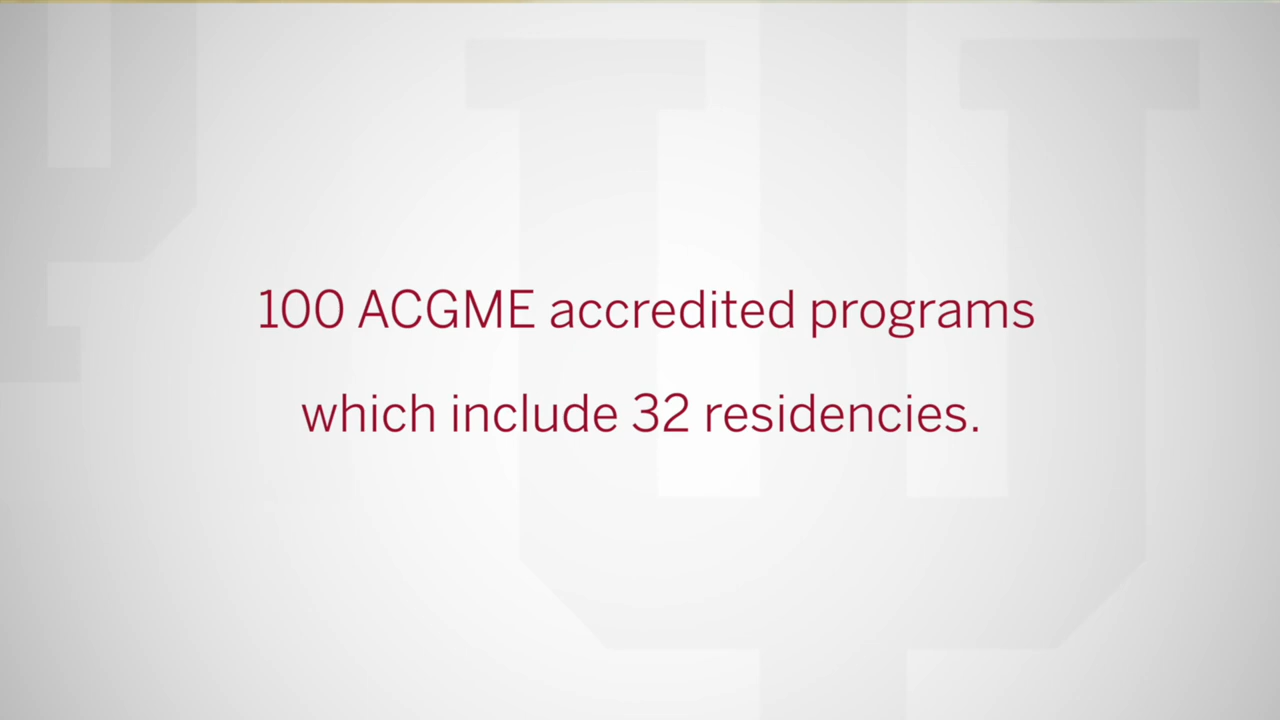 100 ACGME accredited programs
which include 32 residencies.